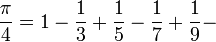 π/4 = 1 − 1/3 + 1/5 − 1/7 + 1/9 −